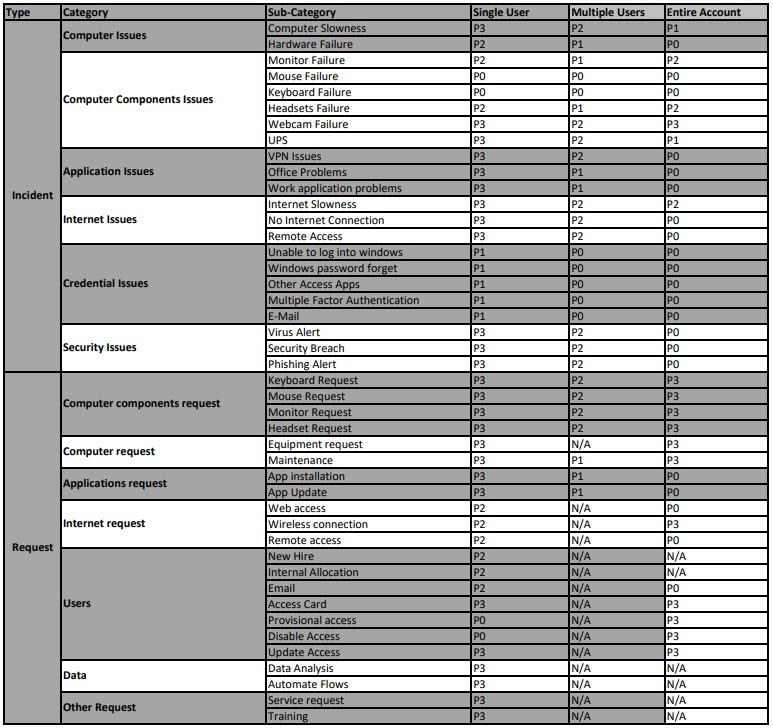 Type Category Sub-Category Single User Multiple Users Entire Account
Incident
Computer Issues
Computer Slowness P3 P2 P1
Hardware Failure P2 P1 P0
Computer Components Issues
Monitor Failure P2 P1 P2
Mouse Failure P0 P0 P0
Keyboard Failure P0 P0 P0
Headsets Failure P2 P1 P2
Webcam Failure P3 P2 P3
UPS P3 P2 P1
Application Issues
VPN Issues P3 P2 P0
Office Problems P3 P1 P0
Work application problems P3 P1 P0
Internet Issues
Internet Slowness P3 P2 P2
No Internet Connection P3 P2 P0
Remote Access P3 P2 P0
Credential Issues
Unable to log into windows P1 P0 P0
Windows password forget P1 P0 P0
Other Access Apps P1 P0 P0
Multiple Factor Authentication P1 P0 P0
E-Mail P1 P0 P0
Security Issues
Virus Alert P3 P2 P0
Security Breach P3 P2 P0
Phishing Alert P3 P2 P0
Request
Computer components request
Keyboard Request P3 P2 P3
Mouse Request P3 P2 P3
Monitor Request P3 P2 P3
Headset Request P3 P2 P3
Computer request
Equipment request P3 N/A P3
Maintenance P3 P1 P3
Applications request
App installation P3 P1 P0
App Update P3 P1 P0
Internet request
Web access P2 N/A P0
Wireless connection P2 N/A P3
Remote access P2 N/A P0
Users
New Hire P2 N/A N/A
Internal Allocation P2 N/A N/A
Email P2 N/A P0
Access Card P3 N/A P3
Provisional access P0 N/A P3
Disable Access P0 N/A P3
Update Access P3 N/A P3
Data
Data Analysis P3 N/A N/A
Automate Flows P3 N/A N/A
Other Request
Service request P3 N/A N/A
Training P3 N/A N/A